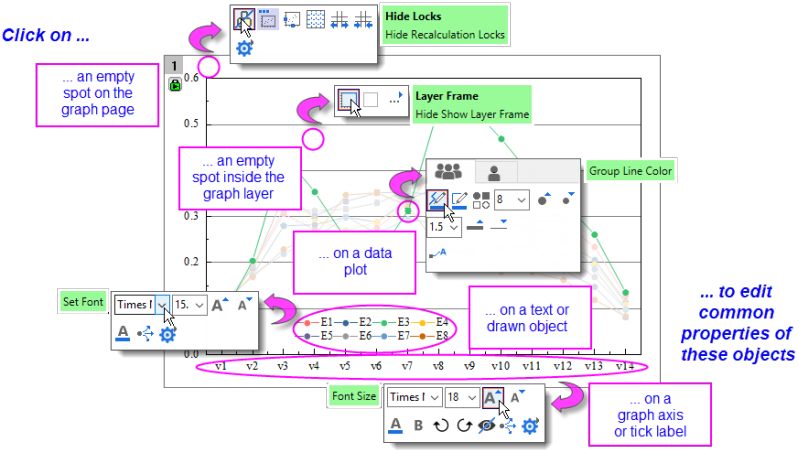 Click on ...
Hide Locks
Hide Recalculation Locks
... an empty
spot on the
graph page
1
0.6
Layer Frame
Hide Show Layer Frame
0.5
... an empty
spot inside the
graph layer
Group Line Color
8
1.5
0.3
... on a data
plot
0.2
Set Font
Times
15.
A
A
A
E1 E2 E3 E4
E5 E6 E7 E8
... on a text or
drawn object
... to edit
common
properties of
these objects
0.0
v1 v2 v3 v4 v5 v6 v7 v8 v9 v10 v11 v12 v13 v14
Font Size
Times
18
A
A
A B
... on a
graph axis
or tick label